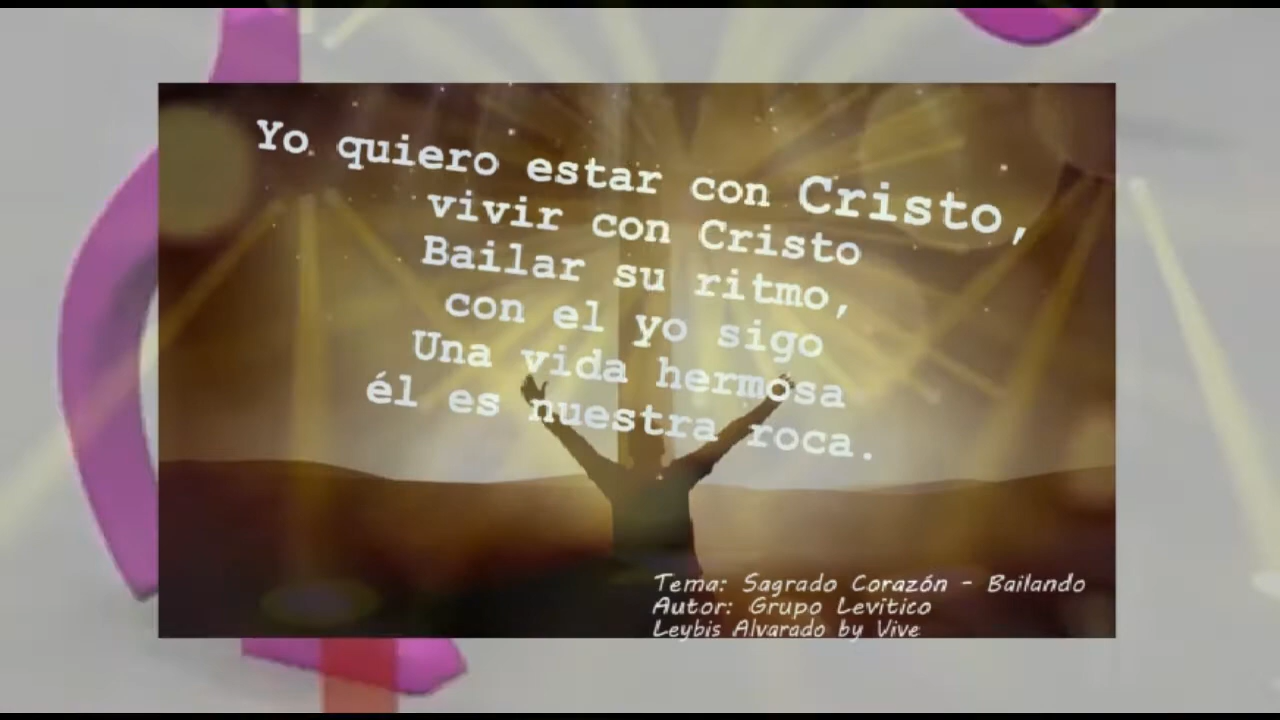 Yo quiero estar con Cristo,
vivir con Cristo
Bailar su ritmo,
con el yo sigo
Una vida hermosa
él es nuestra roca.
Tema: Sagrado Corazón - Bailando
Autor: Grupo Levitico
Leybis Alvarado by Vive